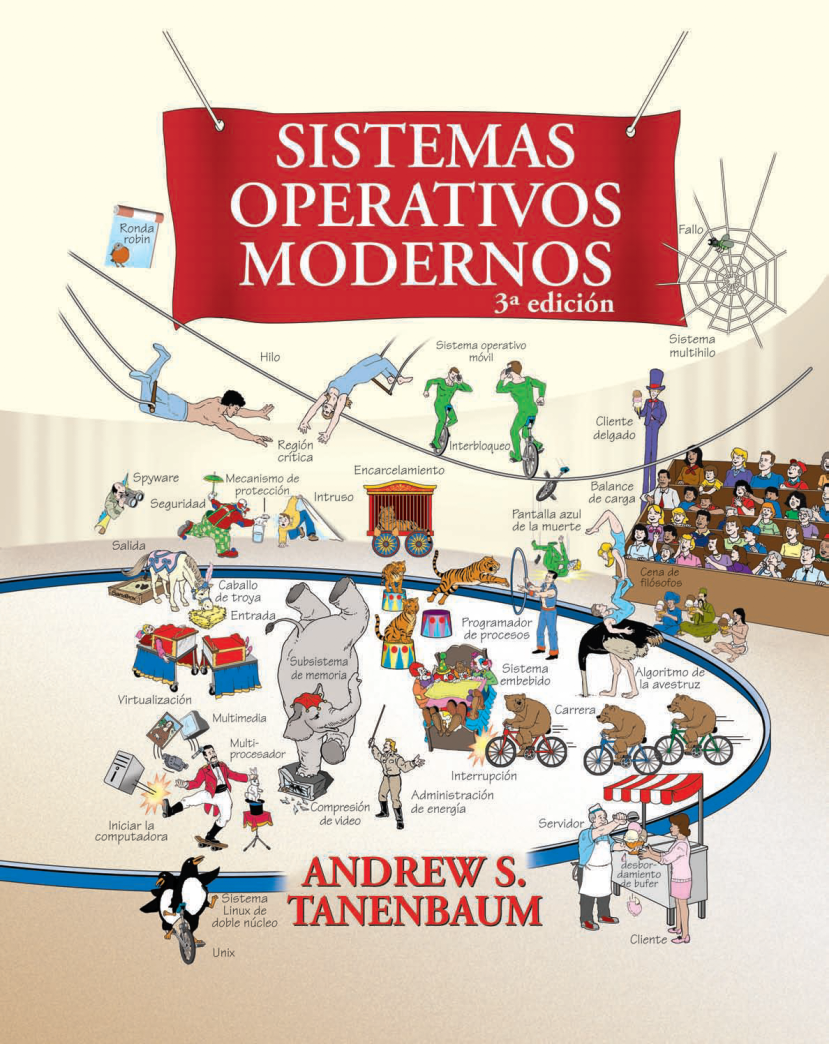 SISTEMAS
OPERATIVOS
MODERNOS
3ª edición
Ronda
robin
Fallo
Sistema
multihilo
Hilo
Sistema operativo
móvil
Región
crítica
Interbloqueo
Cliente
delgado
Encarcelamiento
Spyware
Mecanismo de
protección
Seguridad
Intruso
Balance
de carga
Pantalla azul
de la muerte
Salida
Caballo
de troya
Entrada
Cena de
filósofos
Programador
de procesos
Subsistema
de memoria
Sistema
embebido
Algoritmo de
la avestruz
Virtualización
Multimedia
Carrera
Multi-
procesador
Interrupción
Iniciar la
computadora
Compresión
de video
Administración
de energía
Servidor
desbor-
damiento
de bufer
ANDREW S.
TANENBAUM
Sistema
Linux de
doble núcleo
Unix
Cliente